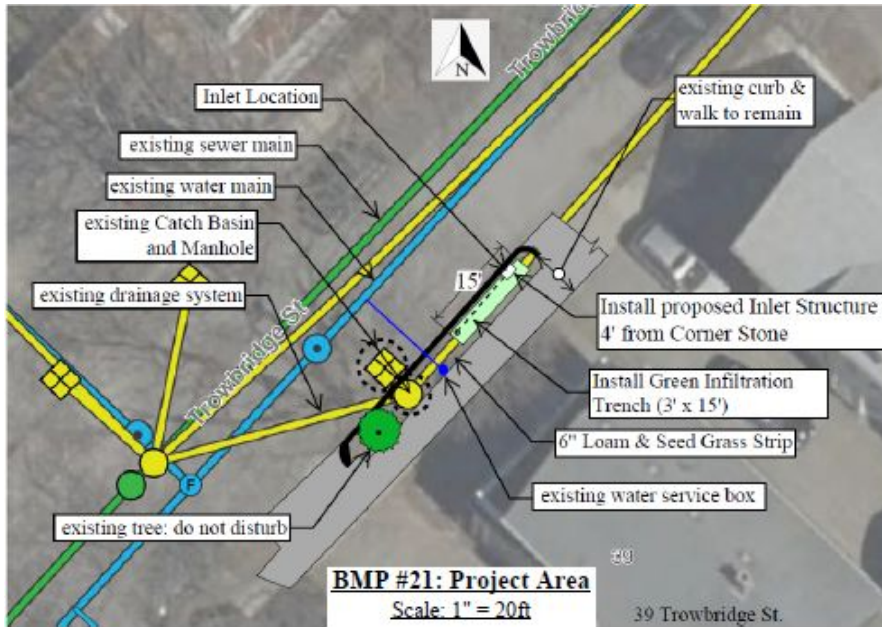 Trowbridge
N
Inlet Location
existing curb &
walk to remain
existing sewer main
existing water main
existing Catch Basin
and Manhole
15'
existing drainage system
Install proposed Inlet Structure
4' from Corner Stone
Trowbridge St
Install Green Infiltration
Trench (3' x 15')
6" Loam & Seed Grass Strip
F
existing water service box
existing tree: do not disturb
39
BMP #21: Project Area
Scale: 1" = 20ft
39 Trowbridge St.